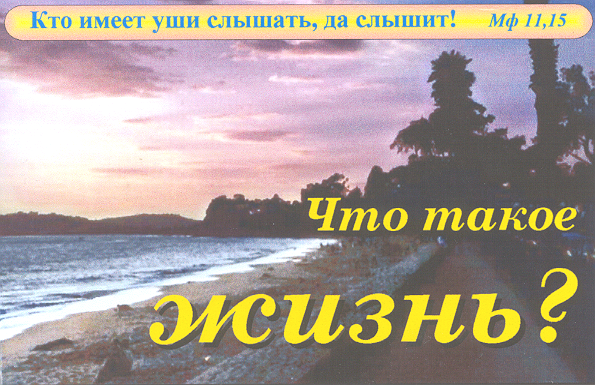 Кто имеет уши слышать, да слышит! Мф 11,15
Что такое
жизнь?